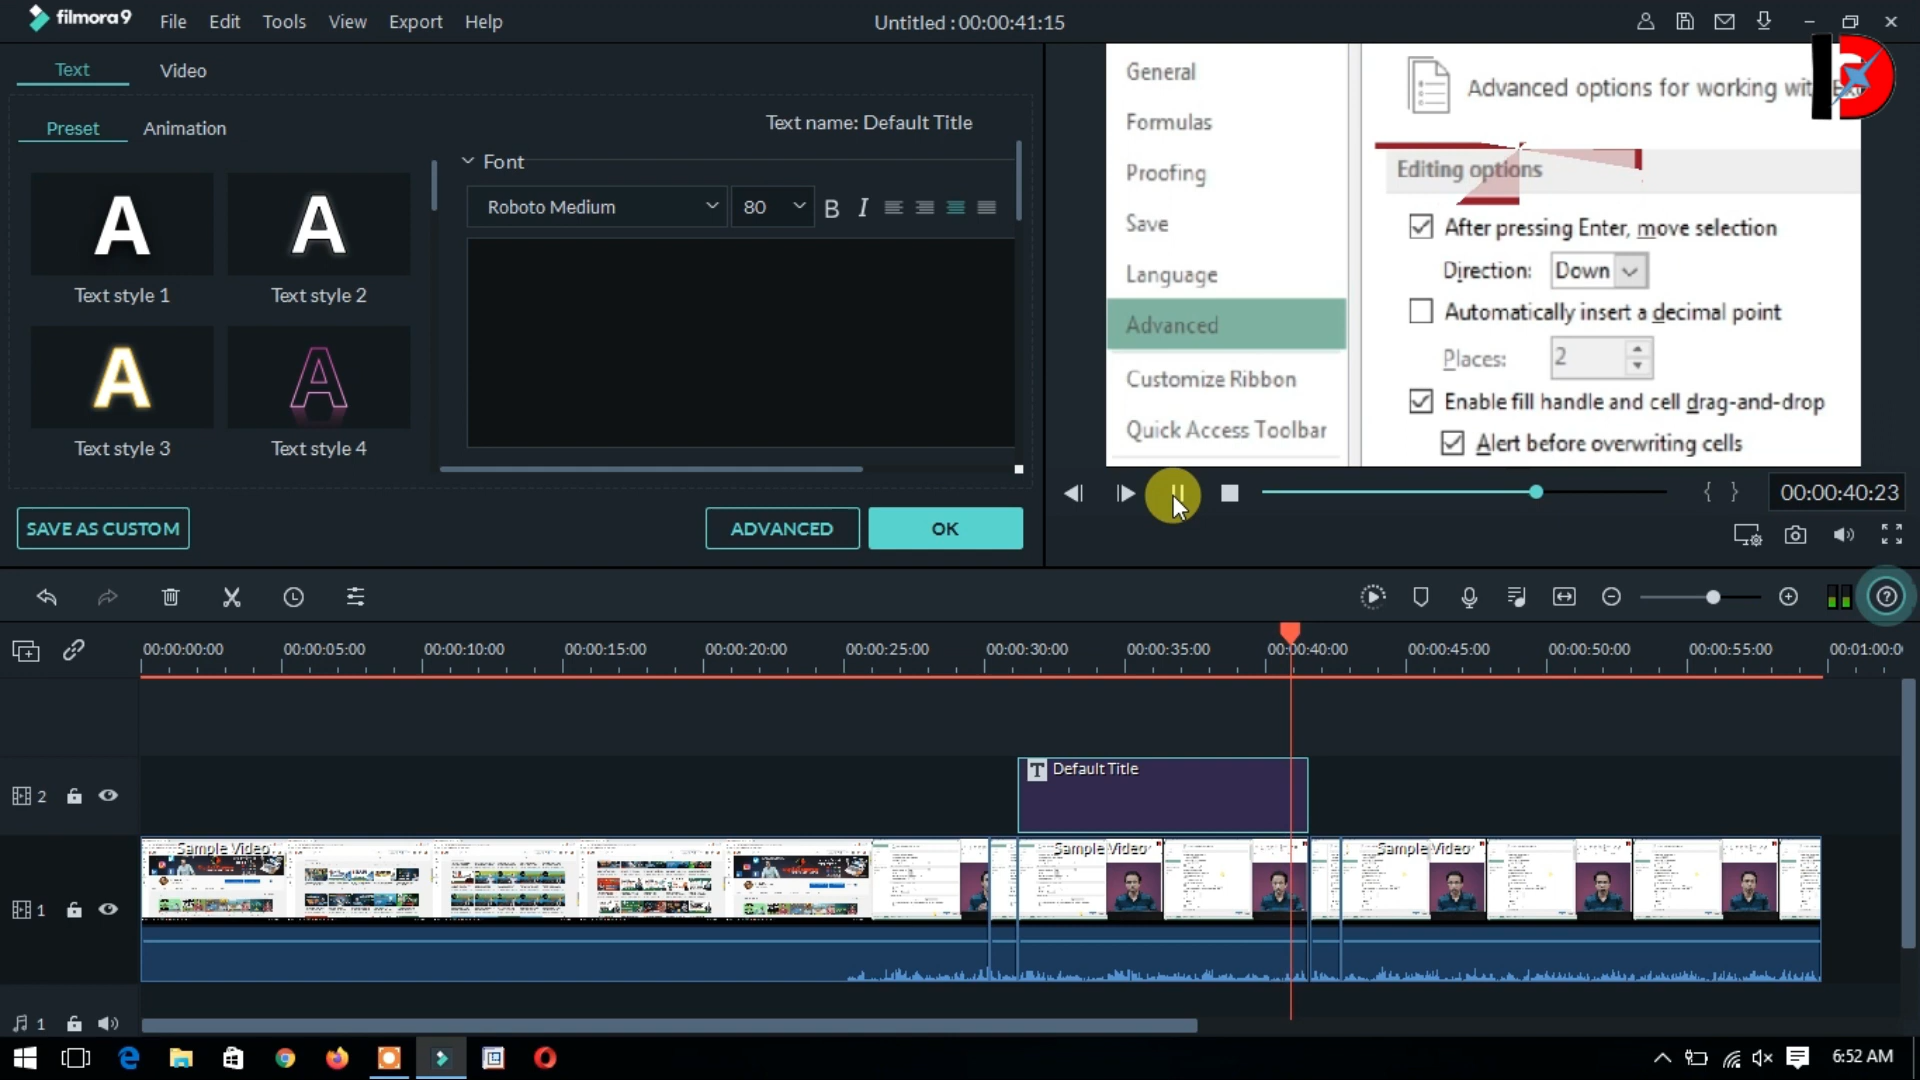 filmora9 File Edit Tools View Export Help Untitled : 00:00:41:15
Text Video
Preset Animation
Text name: Default Title
Font
Roboto Medium 80 B I
A A
Text style 1 Text style 2
A A
Text style 3 Text style 4
SAVE AS CUSTOM ADVANCED OK
General
Formulas
Proofing
Save
Language
Advanced
Customize Ribbon
Quick Access Toolbar
Advanced options for working with
Editing options
After pressing Enter, move selection
Direction: Down
Automatically insert a decimal point
Places: 2
Enable fill handle and cell drag-and-drop
Alert before overwriting cells
{ } 00:00:40:23
00:00:00:00 00:00:05:00 00:00:10:00 00:00:15:00 00:00:20:00 00:00:25:00 00:00:30:00 00:00:35:00 00:00:40:00 00:00:45:00 00:00:50:00 00:00:55:00 00:01:00:0
2 T Default Title
Sample Video Sample Video Sample Video
1
1
6:52 AM